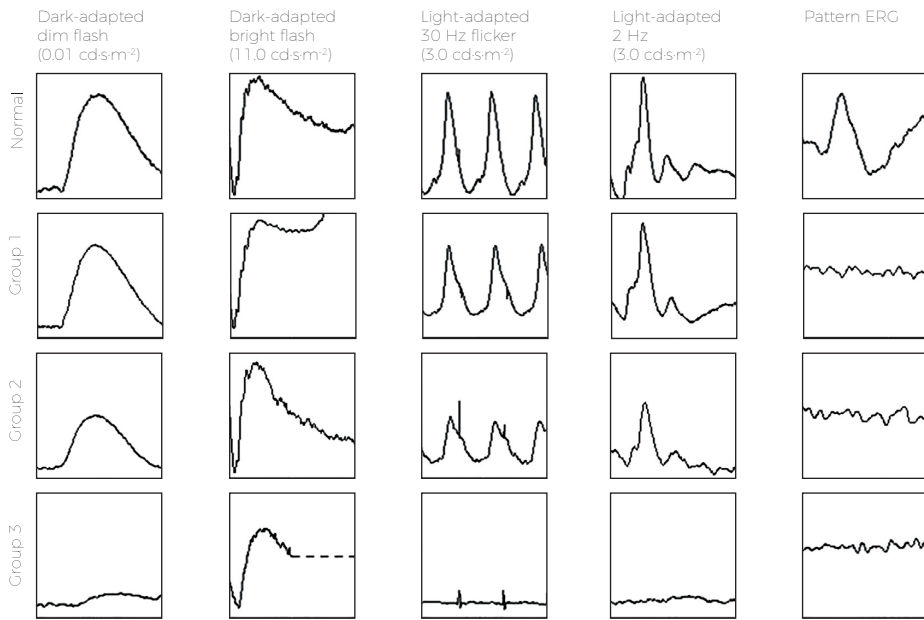 Dark-adapted
dim flash
(0.01 cd·s·m⁻²)
Dark-adapted
bright flash
(11.0 cd·s·m⁻²)
Light-adapted
30 Hz flicker
(3.0 cd·s·m⁻²)
Light-adapted
2 Hz
(3.0 cd·s·m⁻²)
Pattern ERG
Normal
Group 1
Group 2
Group 3